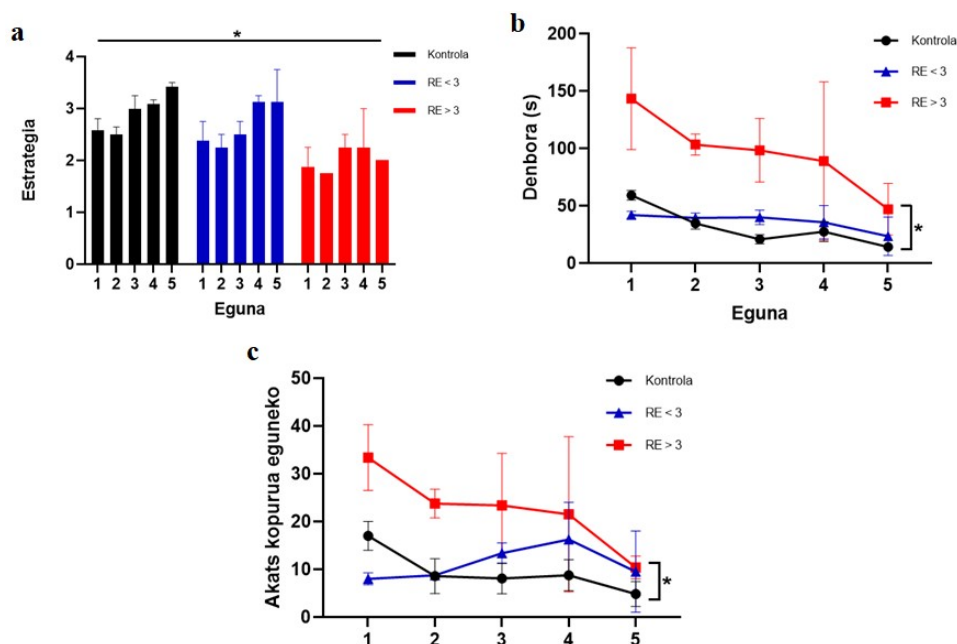 a
*
4
3
2
1
0
Estrategia
1 2 3 4 5 1 2 3 4 5 1 2 3 4 5
Eguna
Kontrola
RE < 3
RE > 3
b
200
150
100
50
0
Denbora (s)
1 2 3 4 5
Eguna
Kontrola
RE < 3
RE > 3
*
c
50
40
30
20
10
0
Akats kopurua eguneko
1 2 3 4 5
Kontrola
RE < 3
RE > 3
*